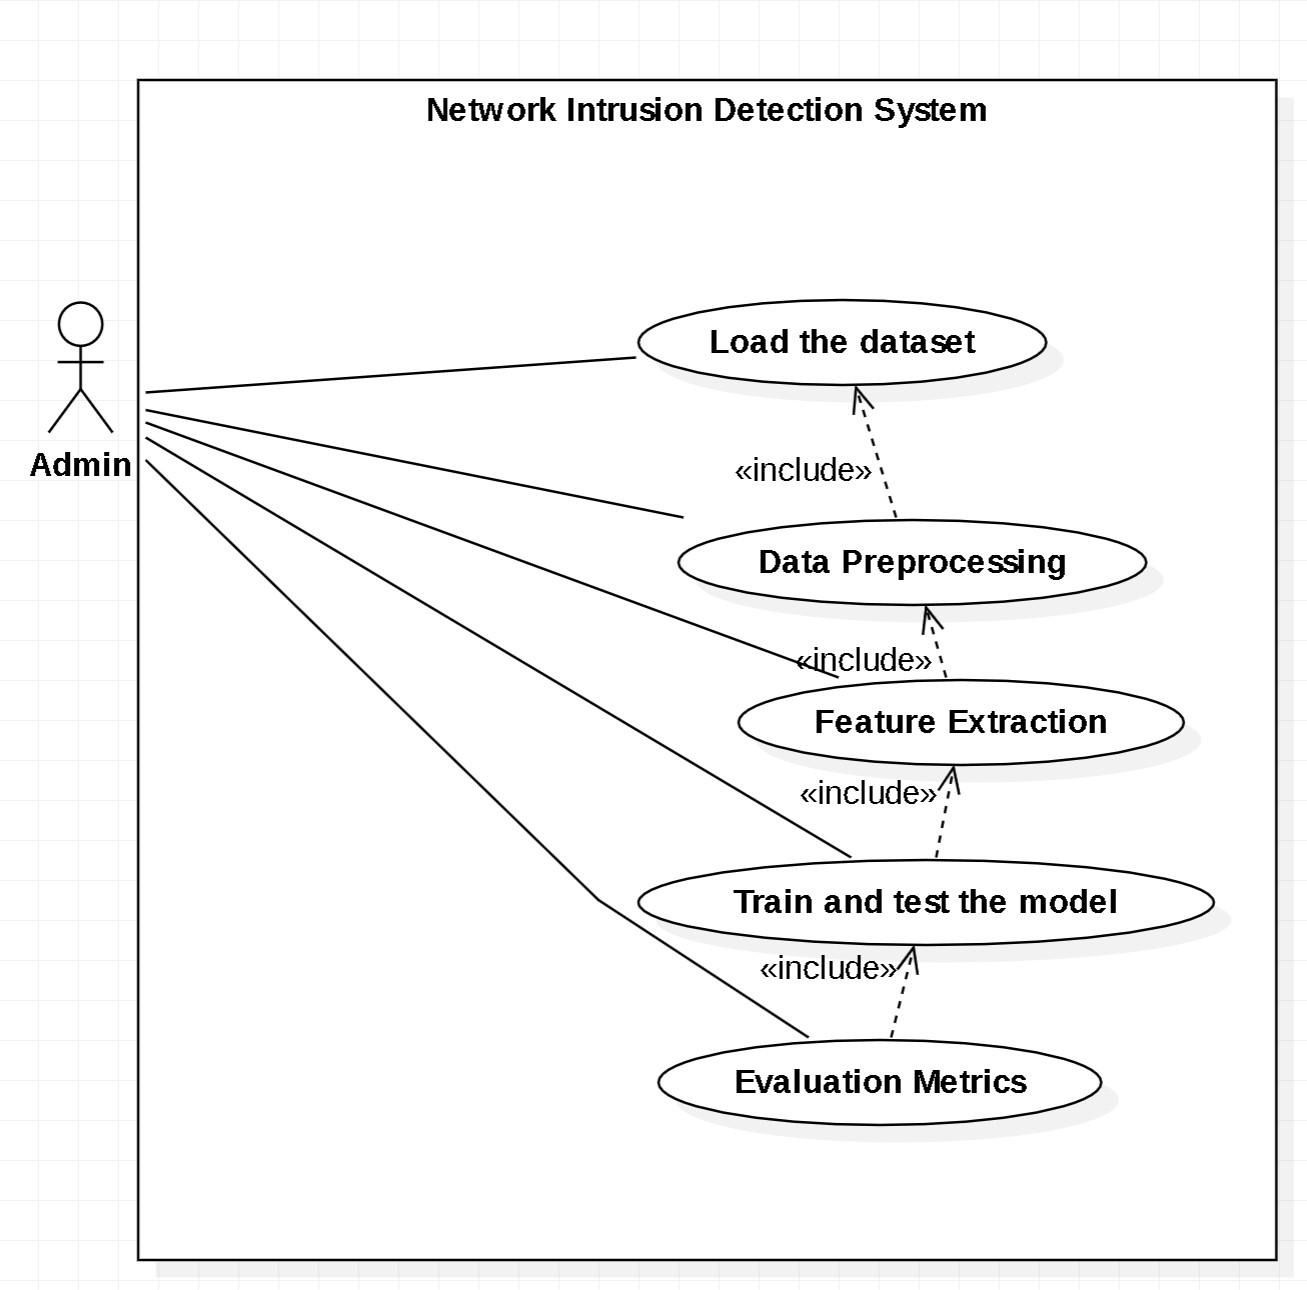 Network Intrusion Detection System
Load the dataset
Admin
«include»
Data Preprocessing
«include»
Feature Extraction
«include»
Train and test the model
«include»
Evaluation Metrics